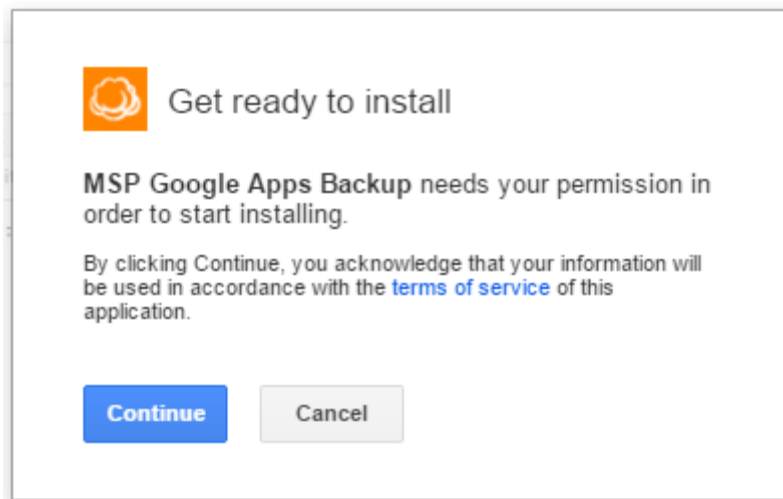 Get ready to install
MSP Google Apps Backup needs your permission in
order to start installing.
By clicking Continue, you acknowledge that your information will
be used in accordance with the terms of service of this
application.
Continue Cancel